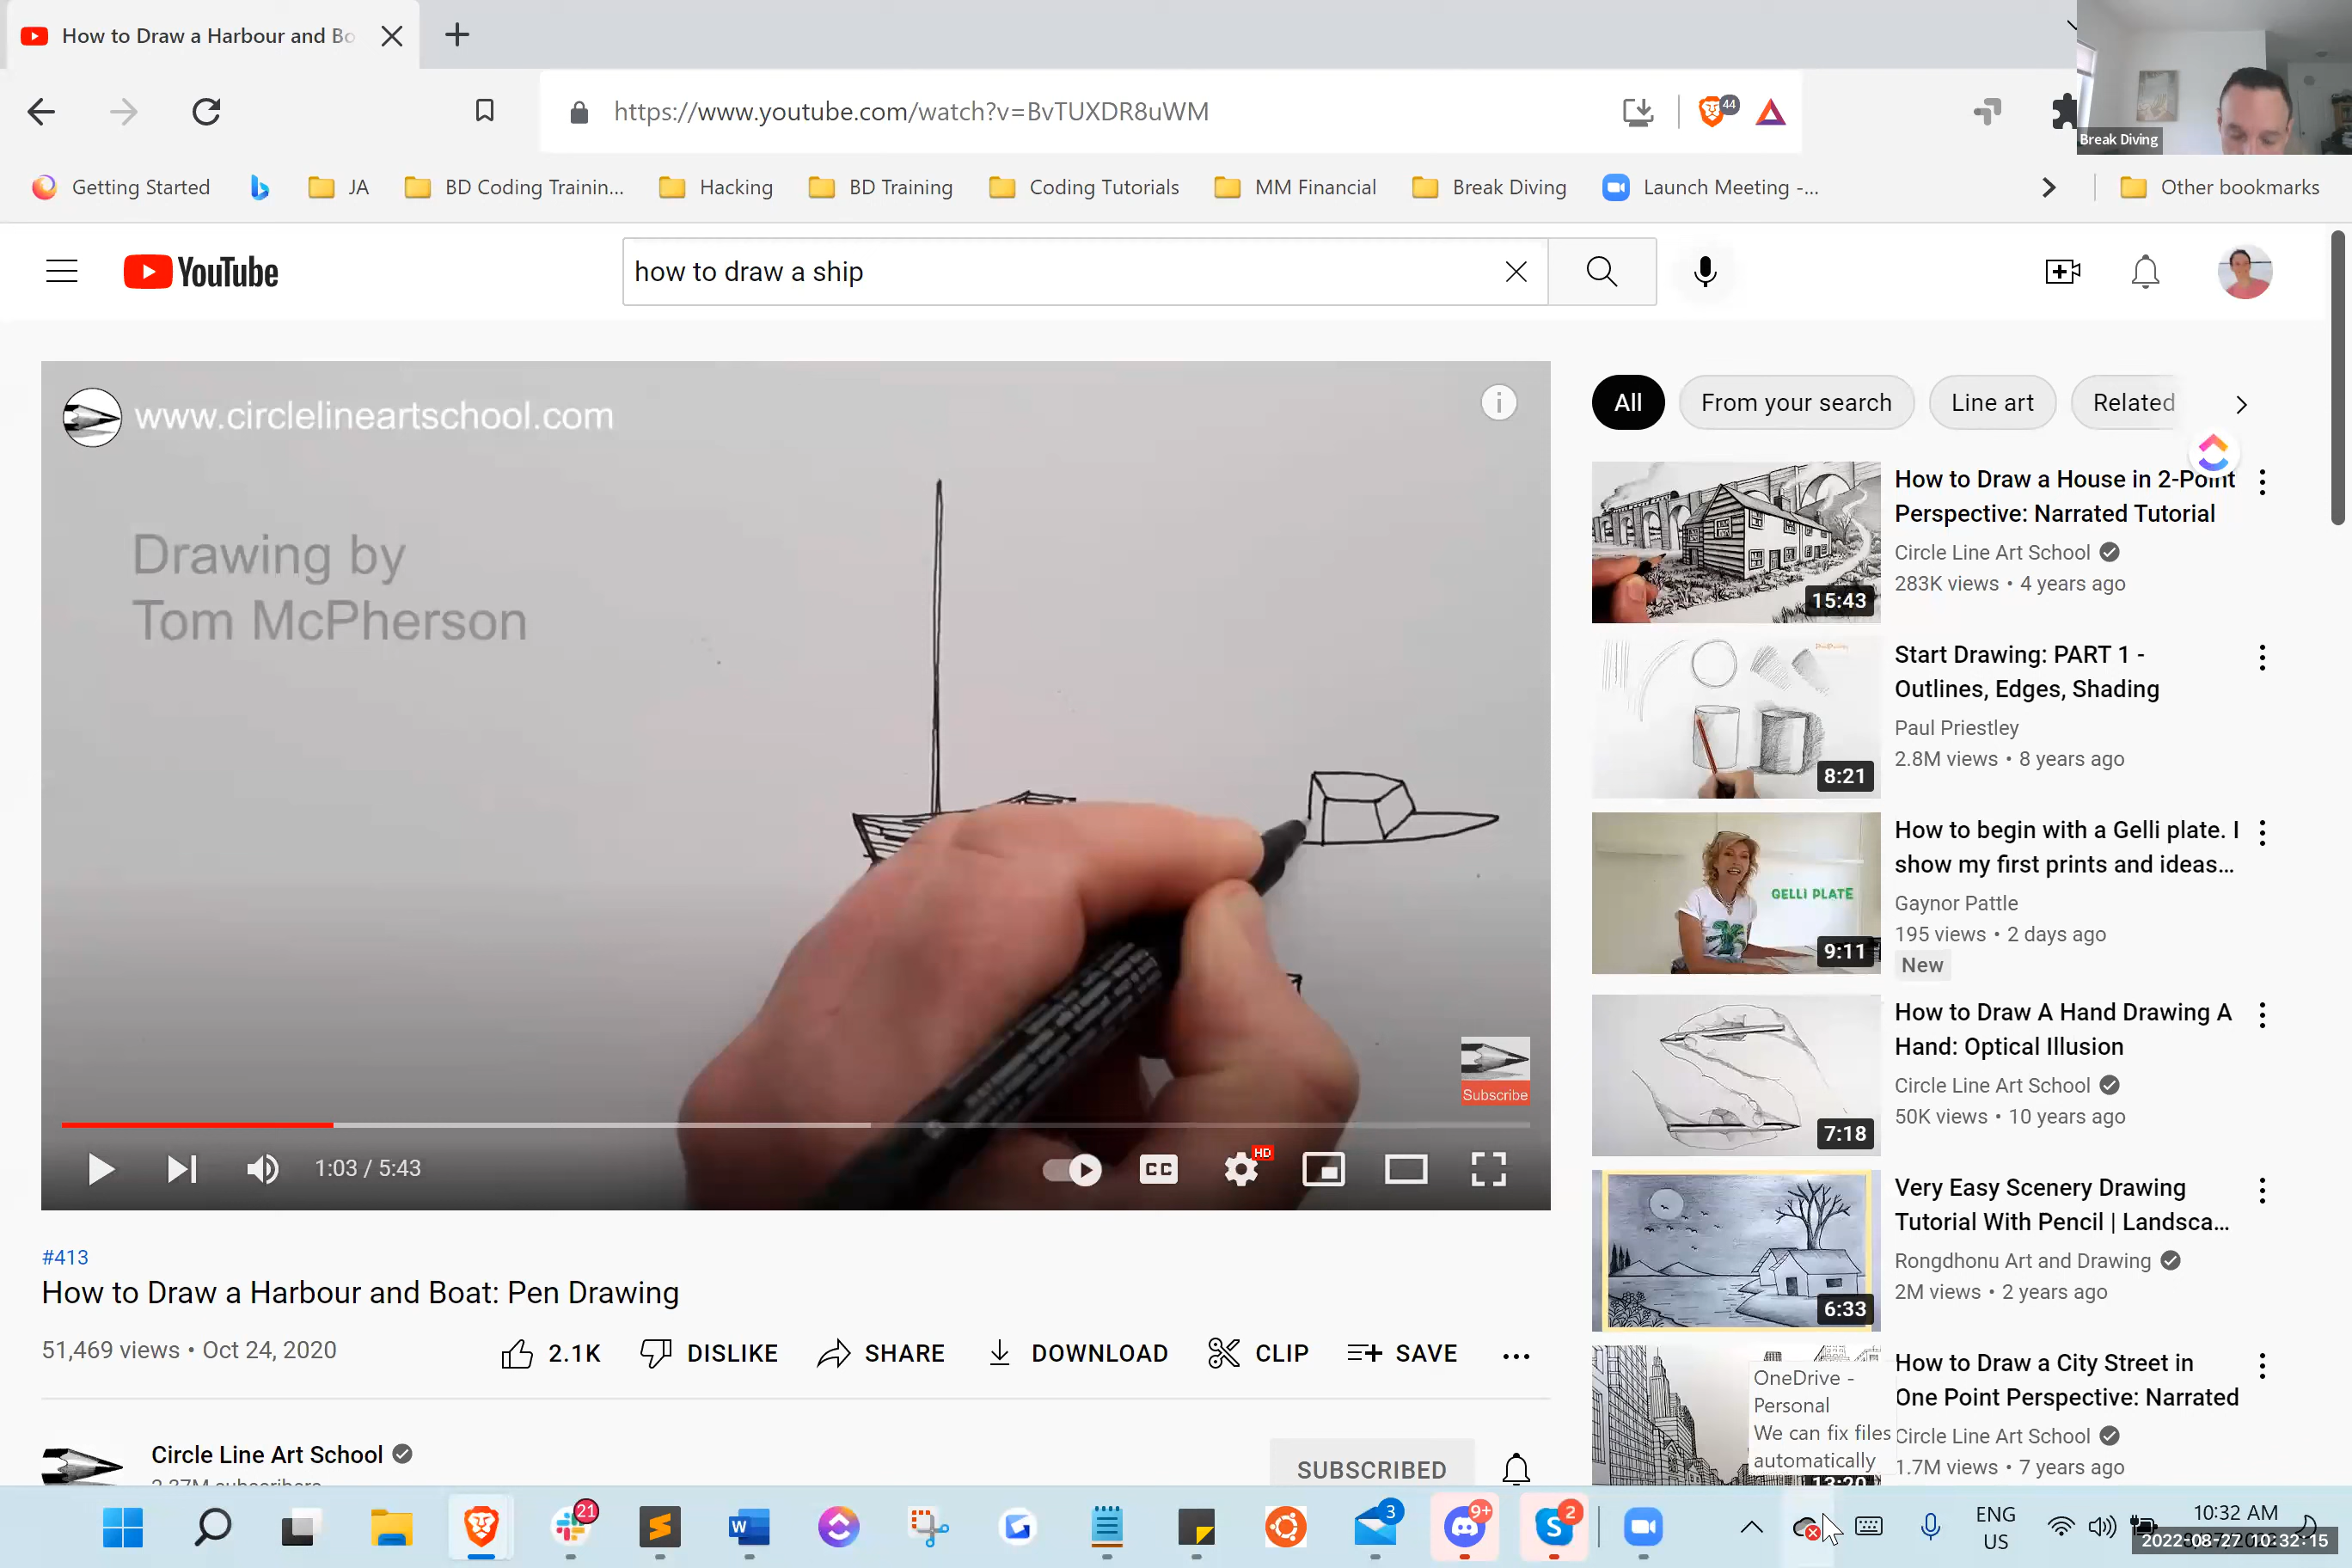 How to Draw a Harbour and Bo
https://www.youtube.com/watch?v=BvTUXDR8uWM
44
Break Diving
Getting Started
JA
BD Coding Trainin...
Hacking
BD Training
Coding Tutorials
MM Financial
Break Diving
Launch Meeting -...
Other bookmarks
YouTube
how to draw a ship
www.circlelineartschool.com
Drawing by
Tom McPherson
Subscribe
1:03 / 5:43
CC
HD
#413
How to Draw a Harbour and Boat: Pen Drawing
51,469 views • Oct 24, 2020
2.1K
DISLIKE
SHARE
DOWNLOAD
CLIP
SAVE
Circle Line Art School
SUBSCRIBED
All
From your search
Line art
Related
How to Draw a House in 2-Point
Perspective: Narrated Tutorial
Circle Line Art School
283K views • 4 years ago
15:43
Start Drawing: PART 1 -
Outlines, Edges, Shading
Paul Priestley
2.8M views • 8 years ago
8:21
How to begin with a Gelli plate. I
show my first prints and ideas...
Gaynor Pattle
195 views • 2 days ago
New
GELLI PLATE
9:11
How to Draw A Hand Drawing A
Hand: Optical Illusion
Circle Line Art School
50K views • 10 years ago
7:18
Very Easy Scenery Drawing
Tutorial With Pencil | Landsca...
Rongdhonu Art and Drawing
2M views • 2 years ago
6:33
How to Draw a City Street in
One Point Perspective: Narrated
Circle Line Art School
1.7M views • 7 years ago
13:20
OneDrive -
Personal
We can fix files
automatically
21
W
3
9+
S
2
ENG
US
10:32 AM
2022-08-27 10:32:15